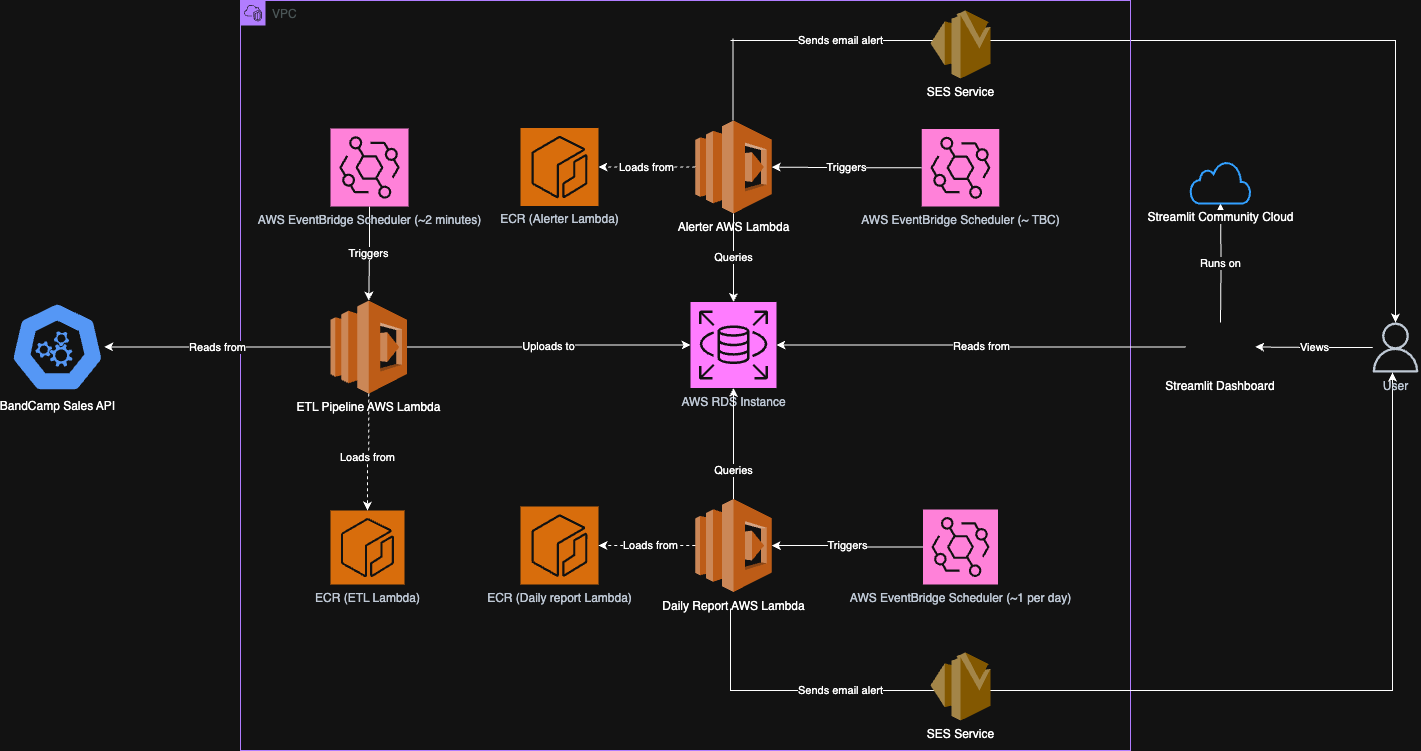 VPC
Sends email alert
SES Service
AWS EventBridge Scheduler (~2 minutes)
Loads from
ECR (Alerter Lambda)
Alerter AWS Lambda
Triggers
AWS EventBridge Scheduler (~ TBC)
Streamlit Community Cloud
Triggers
Queries
Runs on
BandCamp Sales API
Reads from
ETL Pipeline AWS Lambda
Uploads to
AWS RDS Instance
Reads from
Streamlit Dashboard
Views
User
Loads from
Queries
ECR (ETL Lambda)
Loads from
ECR (Daily report Lambda)
Daily Report AWS Lambda
Triggers
AWS EventBridge Scheduler (~1 per day)
Sends email alert
SES Service